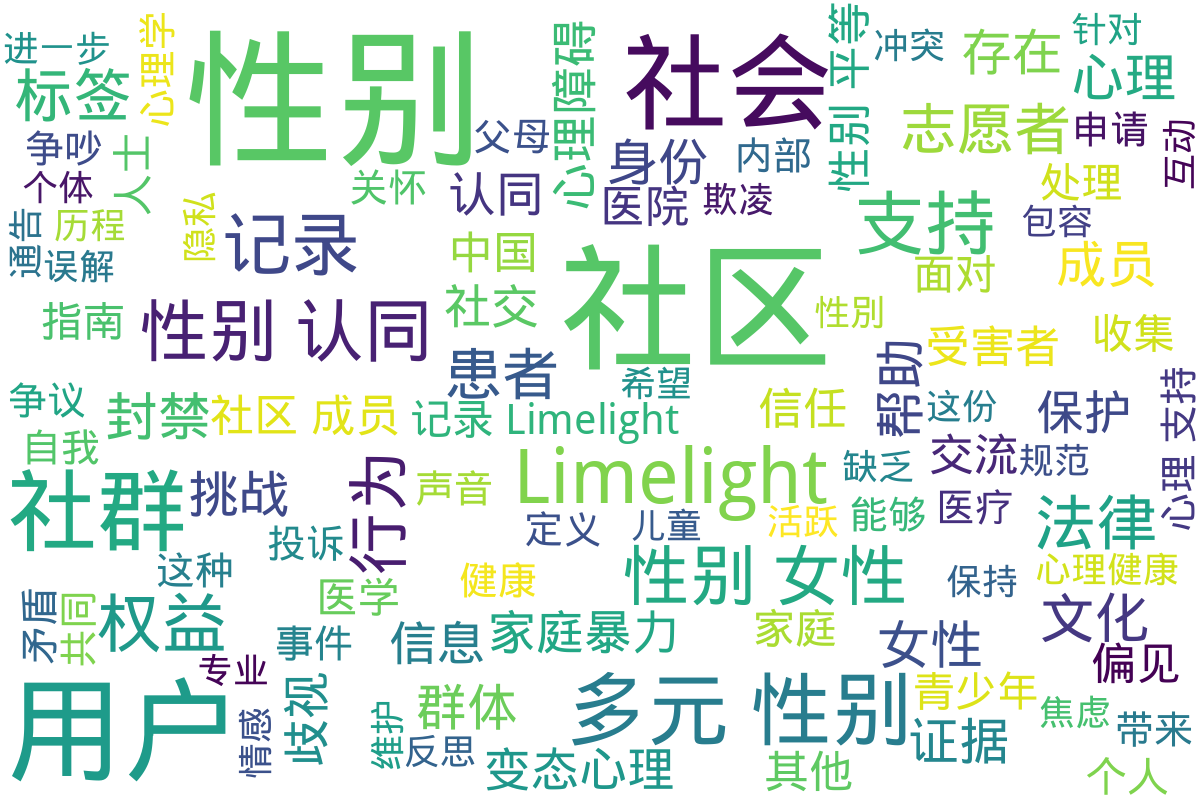 进一步
标签
心理学
性别
心理障碍
社会
平等
冲突
存在
针对
心理
争吵
个体
人士
父母
关怀
认同
身份
医院
内部
欺凌
性别
志愿者
申请
互动
处理
通告
历程
误解
隐私
记录
中国
支持
包容
面对
成员
指南
性别 认同
社交
社区
性別
受害者
收集
患者
希望
帮助
这份
保护
心理 支持
争议
自我
封禁
社区 成员
记录 Limelight
信任
交流
规范
社群
挑战
行为
声音
Limelight
缺乏
医疗
定义
儿童
活跃
能够
法律
投诉
这种
医学
健康
性别 女性
保持
心理健康
矛盾
共同
权益
事件
信息
家庭暴力
家庭
女性
文化
偏见
专业
用户
情感
歧视
维护
群体
反思
多元 性别
青少年
证据
焦虑
带来
变态心理
其他
个人